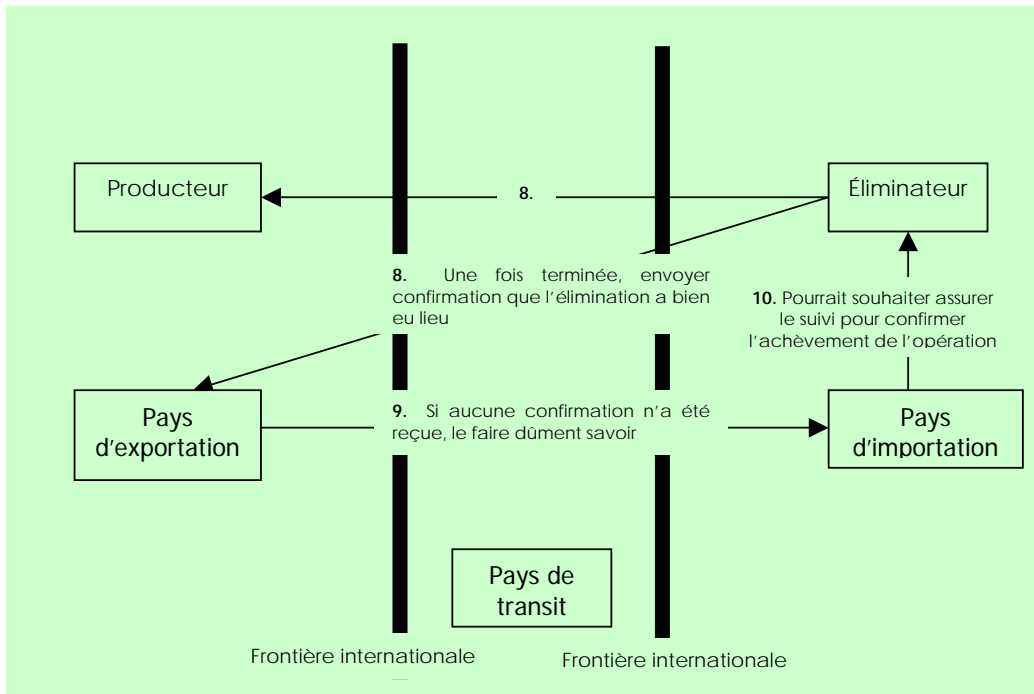 Producteur
8.
Éliminateur
8. Une fois terminée, envoyer
confirmation que l'élimination a bien
eu lieu
10. Pourrait souhaiter assurer
le suivi pour confirmer
l'achèvement de l'opération
Pays
d'exportation
9. Si aucune confirmation n'a été
reçue, le faire dûment savoir
Pays
d'importation
Pays de
transit
Frontière internationale
Frontière internationale